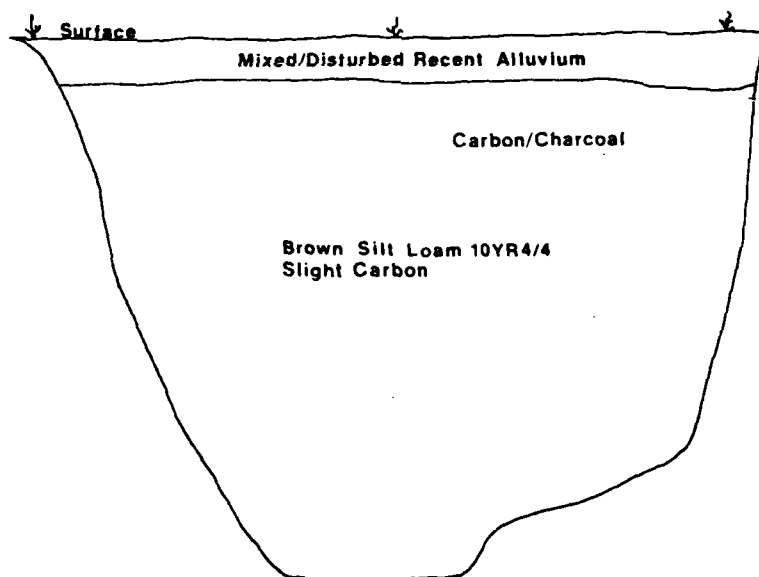 Surface
Mixed/Disturbed Recent Alluvium
Carbon/Charcoal
Brown Silt Loam 10YR4/4
Slight Carbon